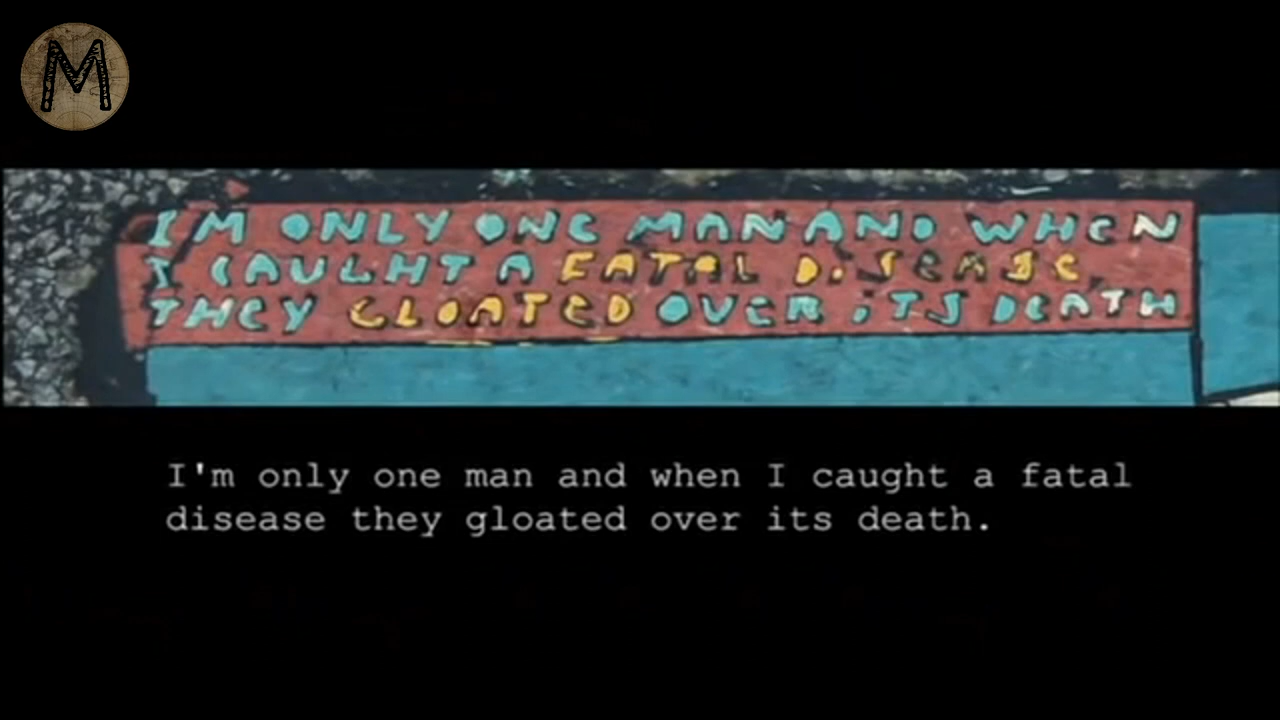 M
I'M ONLY ONE MAN AND WHEN
I CAUGHT A FATAL DISEASE,
THEY GLOATED OVER ITS DEATH
I'm only one man and when I caught a fatal
disease they gloated over its death.